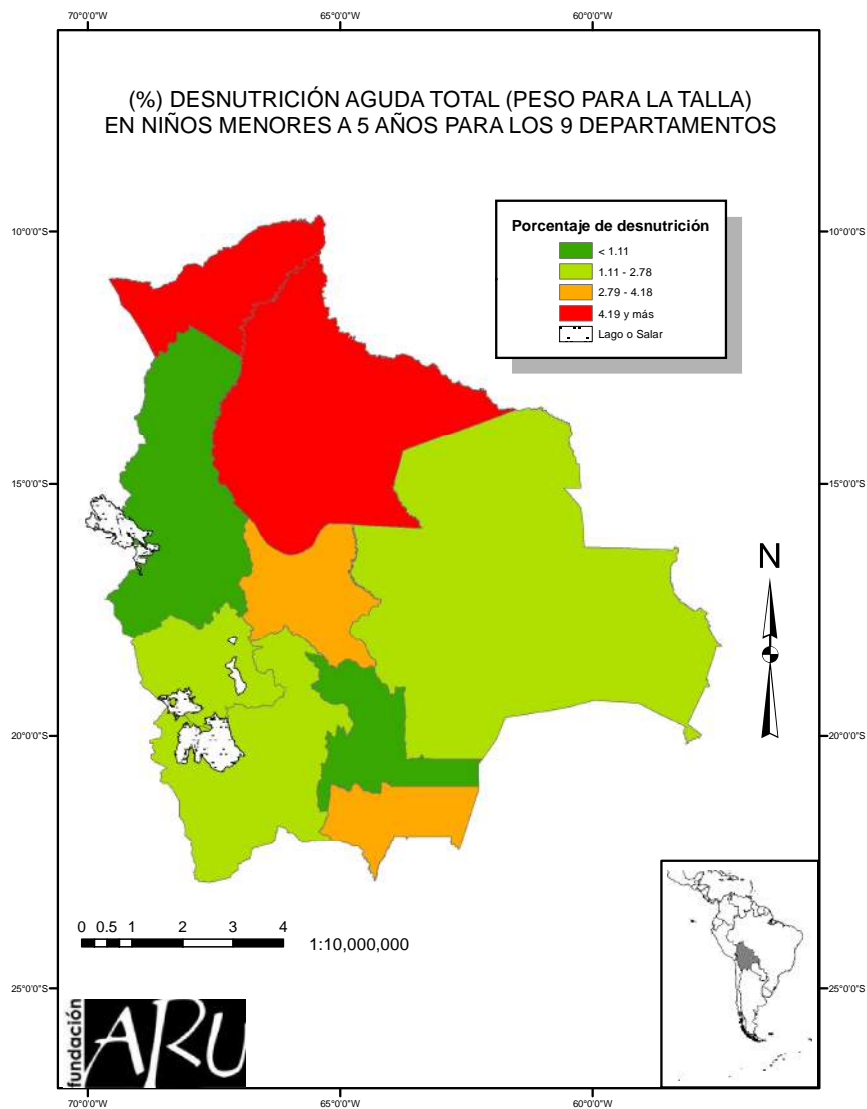 70°0'0"W 65°0'0"W 60°0'0"W
(%) DESNUTRICIÓN AGUDA TOTAL (PESO PARA LA TALLA)
EN NIÑOS MENORES A 5 AÑOS PARA LOS 9 DEPARTAMENTOS
Porcentaje de desnutrición
< 1.11
1.11 - 2.78
2.79 - 4.18
4.19 y más
Lago o Salar
10°0'0"S 10°0'0"S
15°0'0"S 15°0'0"S
N
20°0'0"S 20°0'0"S
0 0.5 1 2 3 4
1:10,000,000
25°0'0"S 25°0'0"S
fundación
ARU
70°0'0"W 65°0'0"W 60°0'0"W